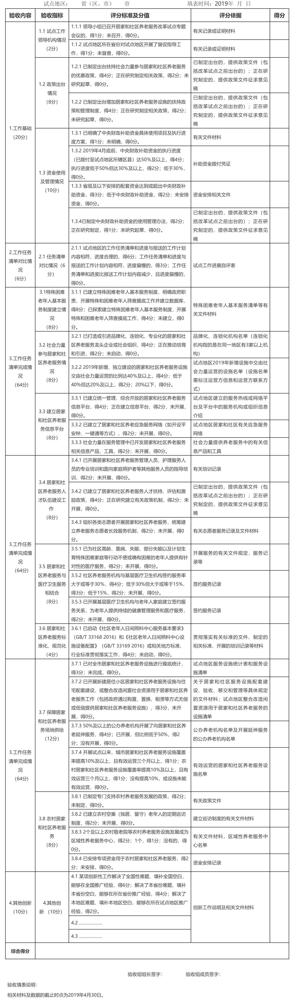 试点地区： 省（区、市） 市 填表时间：2019年 月 日
验收内容 验收指标 评分标准及分值 评分依据 得分
1.工作基础
（20分）
1.1 试点工作
领导机构情况
（2分）
1.1.1 领导小组已召开居家和社区养老服务改革试点专题
会议的，得1分；未召开，得0分。
有关记录或证明材料
1.1.2 试点地区所在省份对试点地区开展了督促指导工
作，得1分；未督查，得0分。
有关记录或证明材料
1.2 政策出台
情况
（8分）
1.2.1 已制定出台扶持社会力量参与居家和社区养老服务
的优惠政策，得4分；正在研究制定相关政策，得2分；未
研究起草，得0分。
已制定出台的，提供政策文件（包
括改革试点之前出台的）；正在研
究制定的，提供政策文件征求意见
稿
1.2.2 已制定出台增加居家和社区养老服务设施的扶持政
策和管理制度，得4分；正在研究制定相关政策，得2分；
未研究起草，得0分。
已制定出台的，提供政策文件（包
括改革试点之前出台的）；正在研
究制定的，提供政策文件征求意见
稿
1.3 资金使用
及管理情况
（10分）
1.3.1 已明确了中央财政补助资金具体使用项目及执行进
度方案，得1分；未明确，得0分。
有关文件材料
1.3.2 2019年4月底前，中央财政补助资金的执行进度
（已拨付至试点地区所辖区县）达50%及以上，得4分；
执行进度低于50%但达30%及以上，得2分；低于30%，
得0分。
补助资金拨付凭证
1.3.3 省级及以下安排的配套资金达到或超出中央财政补
助资金，得3分；低于中央财政补助资金，得2分；未安排
资金，得0分。
资金安排相关文件
1.3.4已制定中央财政补助资金的使用管理办法，得2分；
正在研究制定，得1分；未研究起草，得0分。
已制定出台的，提供政策文件（包
括改革试点之前出台的）；正在研
究制定的，提供政策文件征求意见
稿
2.工作任务
清单对比情
况
（6分）
2.1 任务清单
对比情况（6
分）
2.1.1 试点地区的工作任务清单和进度与报送的工作计划
内容相符，进度合理的，得6分；工作任务清单和进度与
报送的工作计划内容相符，进度偏慢的，得3分；工作任
务清单和进度比报送工作计划内容减少，且进度偏慢的，
得0分。
试点工作进展自评表
3.工作任务
清单完成情
况
（64分）
3.1特殊困难
老年人基本服
务制度建立情
况
（8分）
3.1.1 已建立特殊困难老年人基本服务制度，明确政府职
责，开展特殊和困难老年人筛查摸底工作并建立数据库，
得8分；已探索建立特殊困难老年人基本服务制度，开展
特殊和困难老年人筛查摸底工作，得4分；未建立，得0
分。
特殊困难老年人基本服务清单等有
关文件材料
3.2 社会力量
参与居家和社
区养老服务情
况
（8分）
3.2.1 已打造或引进品牌化、连锁化、专业化的居家和社
区养老服务龙头企业或社会组织，得4分；正在推动培育
和引进，得2分；未启动，得0分。
品牌化、连锁化机构名单（连锁化
机构指的是在同一地区有3家以上机
构）
3.2.2 2019年新增、独立建设的居家和社区养老服务设施
交由社会力量运营的比例达40%及以上，得4分；低于
40%但达20%及以上，得2分；20%以下，得0分。
试点地区2019年新增设施中交由社
会力量运营的设施名单（设施名单
需标注运营方信息和运营方联系方
式）
3.3 建立居家
和社区养老服
务信息平台
（8分）
3.3.1 已建立统一管理、综合开放的居家和社区养老服务
信息平台，得4分；正在建立信息平台，得2分，未开展，
得0分。
试点地区建立的服务热线或网络平
台及平台中的服务机构或组织信息
介绍
3.3.2 已建立了居家和社区养老应急服务网络（如开设平
安钟、一键通等方式），得2分；未开展，得0分。
试点地区居家和社区有关应急服务
网络
3.3.3 社会力量在服务管理中已开发居家和社区养老服务
相关信息产品、工具，得2分；未开展，得0分。
社会力量提供养老服务中的有关信
息产品和工具
3.工作任务
清单完成情
况
（64分）
3.4 居家和社
区养老服务人
才队伍建设工
作
（8分）
3.4.1 已开展居家和社区养老服务管理人员、护理服务人
员的专业培训和面向家庭照护者等其他服务人员的指导培
训，得2分；未开展，得0分。
有关培训记录
3.4.2 已建立了居家和社区养老服务人才扶持、评估和激
励政策，得4分；正在研究建立有关政策机制，得2分；未
开展，得0分。
已制定出台的，提供政策文件（包
括改革试点之前出台的）；正在研
究制定的，提供政策文件征求意见
稿
3.4.3 组织各类志愿者开展居家和社区养老服务，统筹建
立养老服务志愿者长效服务机制，得2分；未开展，得0
分。
有关志愿者服务记录及文件材料
3.5 居家和社
区养老服务与
医疗卫生服务
相结合
（8分）
3.5.1 已为社区高龄、重病、失能、部分失能以及计划生
育特殊困难家庭等行动不便或确有困难的老年人提供有针
对性的医疗服务，得2分；未开展，得0分。
开展服务的有关文件规定，服务记
录等
3.5.2 社区养老服务机构与基层医疗卫生机构签约服务率
大于或等于30%，得4分；低于30%但大于或等于15%，
得3分；低于15%，得2分；未开展，得0分。
签约服务记录
3.5.3 已开展基层医疗卫生机构与老年人家庭建立签约服
务关系，为老年人提供持续的健康管理服务和医疗服务，
得2分；未开展，得0分。
签约服务记录
3.6 居家和社
区养老服务标
准化、规范化
（4分）
3.6.1 已启动《社区老年人日间照料中心服务基本要求》
（GB/T 33168 2016）和《社区老年人日间照料中心设
施设备配置》（GB/T 33169 2016）或相关地方标准、
行业标准贯彻落实工作，得4分；未启动，得0分。
贯彻落实有关标准的文件、制定的
相关标准、开展的培训记录等材料
3.工作任务
清单完成情
况
（64分）
3.7 保障居家
和社区养老服
务场地供给
（12分）
3.7.1 已对全市居家和社区养老服务设施进行摸底统计，
得3分；未完成，得0分。
试点地区服务设施统计表和服务设
施清单
3.7.2 已开展新建居住小区居家和社区养老服务设施与住
宅配套建设，或整合改造闲置社会资源用于居家和社区养
老服务工作（包括政府通过购置、置换、租赁等方式无偿
或低偿提供居家和社区养老服务设施），得3分，未开
展，得0分。
关于居家和社区服务设施配套建
设、验收、移交和管理等具体规定
的文件材料；试点地区整合改造闲
置资源用于居家和社区养老服务的
设施清单
3.7.3 50%及以上的公办养老机构开展了向居家和社区养
老延伸服务，得4分；已开展，但比例低于50%，得2
分；没有开展，得0分。
公办养老机构名单及开展延伸服务
的公办养老机构名单
3.7.4 开展试点以来，城市居家和社区养老服务设施覆盖
率提高10%及以上，且有效运营三个月以上，得1分；农
村居家和社区养老服务设施覆盖率提高10%及以上，且有
效运营三个月以上，得1分；没有提高10%，或设施未能
有效运营，得0分。
有效运营的居家和社区养老服务设
施名单
3.8 农村居家
和社区养老服
务
（8分）
3.8.1 已制定专门支持农村养老服务发展的政策，得2分；
未制定，得0分。
有关政策文件
3.8.2 已建立农村空巢（独居、留守）老年人的定期巡访
制度，得2分；未开展，得0分。
建立巡访制度的有关文件材料
3.8.3 2个及以上农村敬老院等农村养老服务设施发展成为
区域性养老服务中心，得2分；1个，得1分；没有的，得
0分。
有关文件材料，区域性养老服务中
心名单
3.8.4 已安排专项资金用于农村居家和社区养老服务，得2
分；未安排，得0分。
资金安排记录
4.其他创新
（10分）
4.其他创
新 （10分）
4.1 某项创新性工作解决了全国性难题、填补全国空白，
能够在全国推广经验，得6分；解决了本省份难题、填补
本省份空白，能够在所在省份推广经验，得4分；解决了
本地区难题、填补本地区空白，能够在所在试点地区推广
经验，得2分。
创新工作说明及相关文件材料
4.2 ..................
4.3 ..................
综合得分
验收组组长签字： 验收组成员签字：
验收填表说明：
相关材料及数据的截止时点为2019年4月30日。